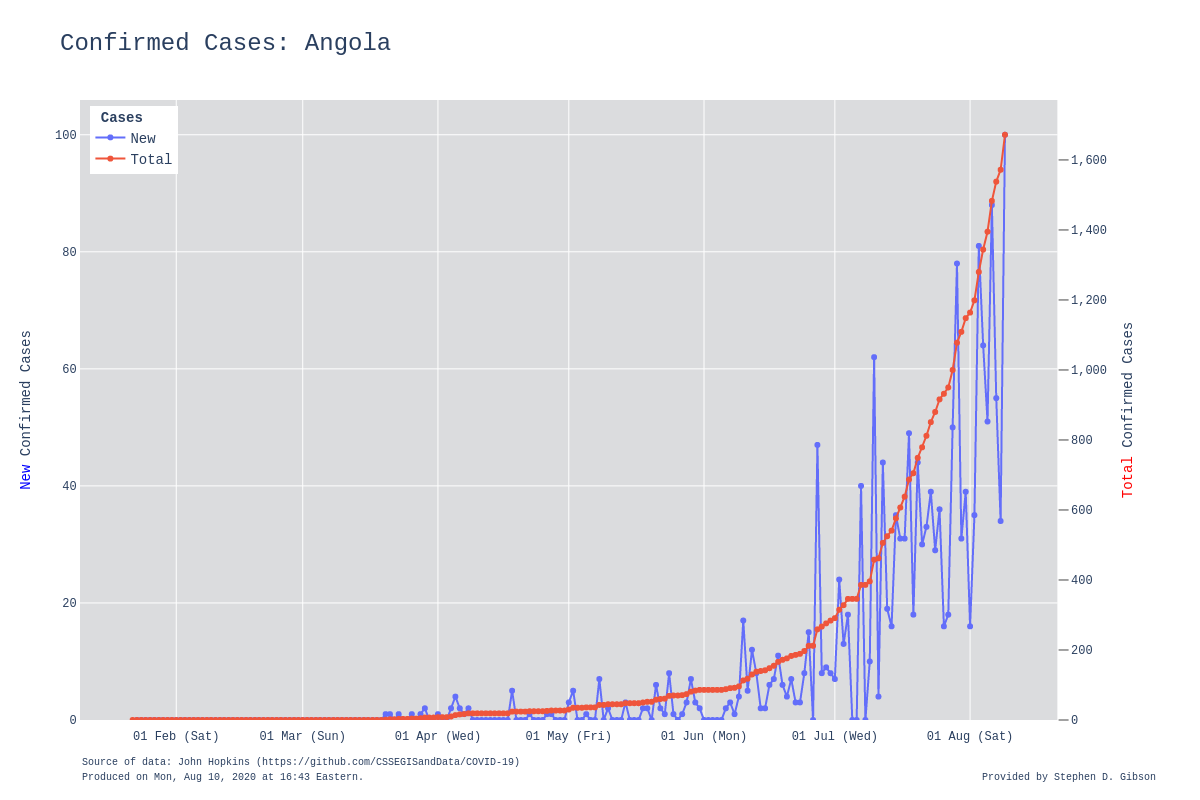 Confirmed Cases: Angola
Cases
New
Total
100
80
60
40
20
0
1,600
1,400
1,200
1,000
800
600
400
200
0
New Confirmed Cases
Total Confirmed Cases
01 Feb (Sat)
01 Mar (Sun)
01 Apr (Wed)
01 May (Fri)
01 Jun (Mon)
01 Jul (Wed)
01 Aug (Sat)
Source of data: John Hopkins (https://github.com/CSSEGISandData/COVID-19)
Produced on Mon, Aug 10, 2020 at 16:43 Eastern.
Provided by Stephen D. Gibson